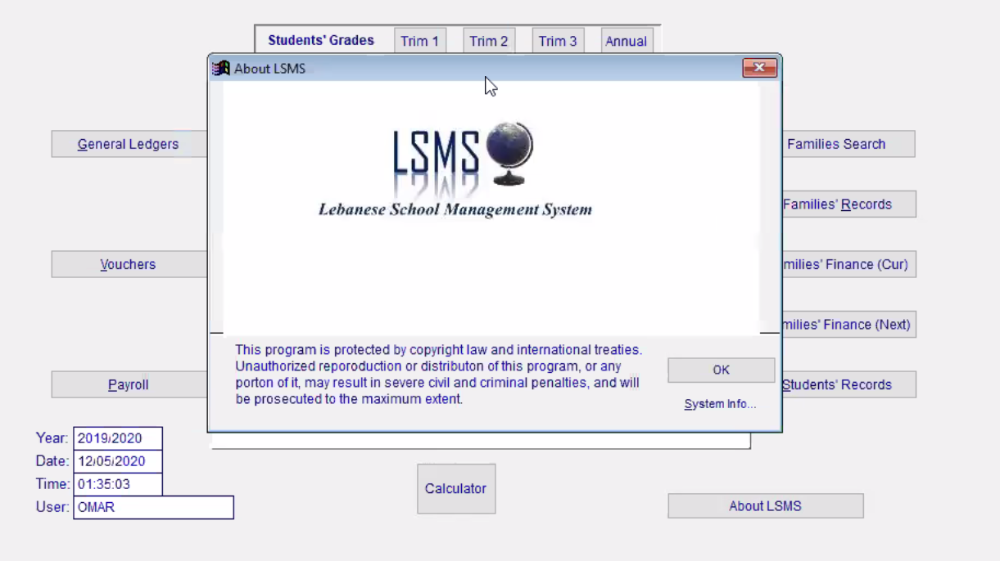 Students' Grades Trim 1 Trim 2 Trim 3 Annual
About LSMS
LSMS
Lebanese School Management System
General Ledgers
Vouchers
Payroll
Families Search
Families' Records
milies' Finance (Cur)
milies' Finance (Next)
Students' Records
This program is protected by copyright law and international treaties.
Unauthorized reporoduction or distributon of this program, or any
porton of it, may result in severe civil and criminal penalties, and will
be prosecuted to the maximum extent.
OK
System Info...
Year: 2019/2020
Date: 12/05/2020
Time: 01:35:03
User: OMAR
Calculator
About LSMS